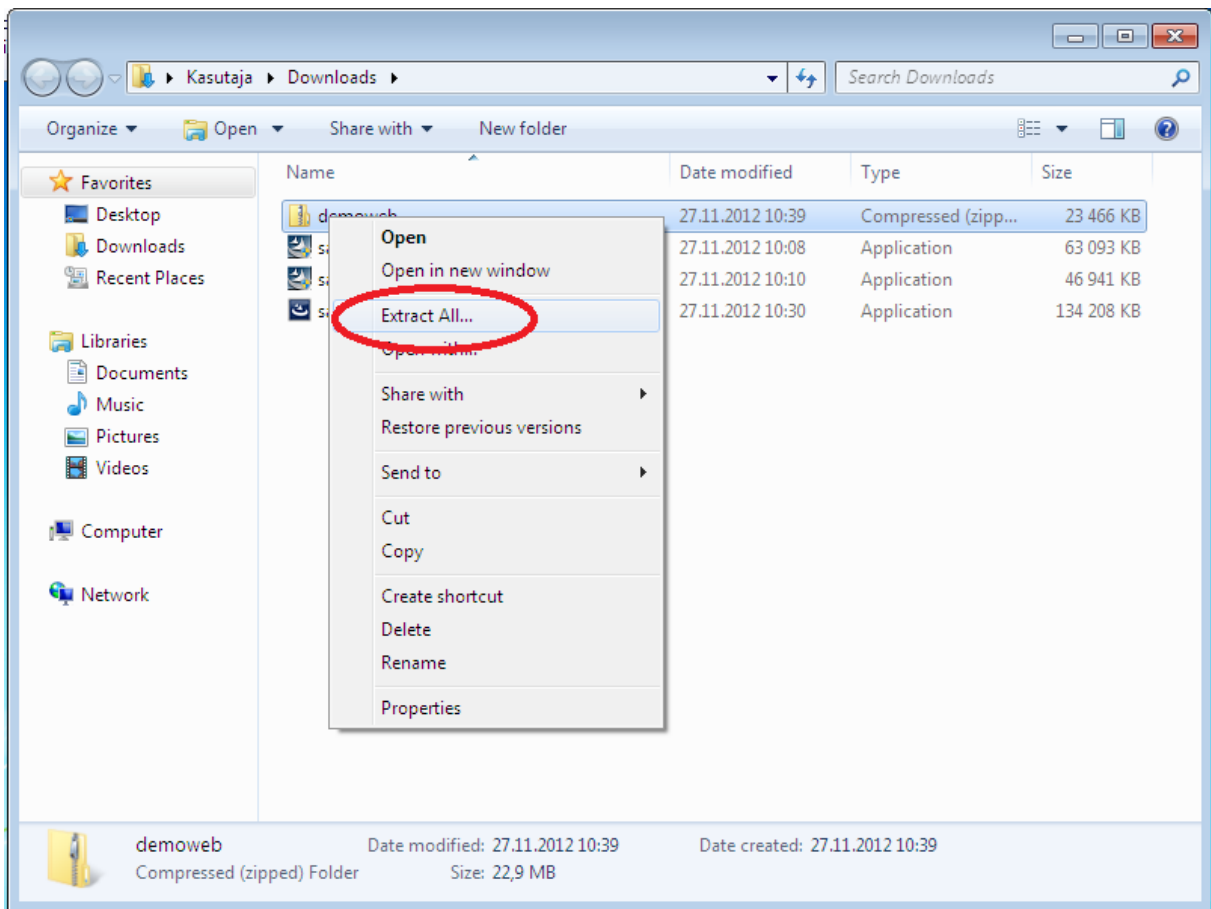 Kasutaja Downloads Search Downloads
Organize Open Share with New folder
Name Date modified Type Size
Favorites
Desktop
Downloads
Recent Places
Libraries
Documents
Music
Pictures
Videos
Computer
Network
demoweb 27.11.2012 10:39 Compressed (zipp... 23 466 KB
27.11.2012 10:08 Application 63 093 KB
27.11.2012 10:10 Application 46 941 KB
27.11.2012 10:30 Application 134 208 KB
Open
Open in new window
Extract All...
Open with...
Share with
Restore previous versions
Send to
Cut
Copy
Create shortcut
Delete
Rename
Properties
demoweb Date modified: 27.11.2012 10:39 Date created: 27.11.2012 10:39
Compressed (zipped) Folder Size: 22,9 MB